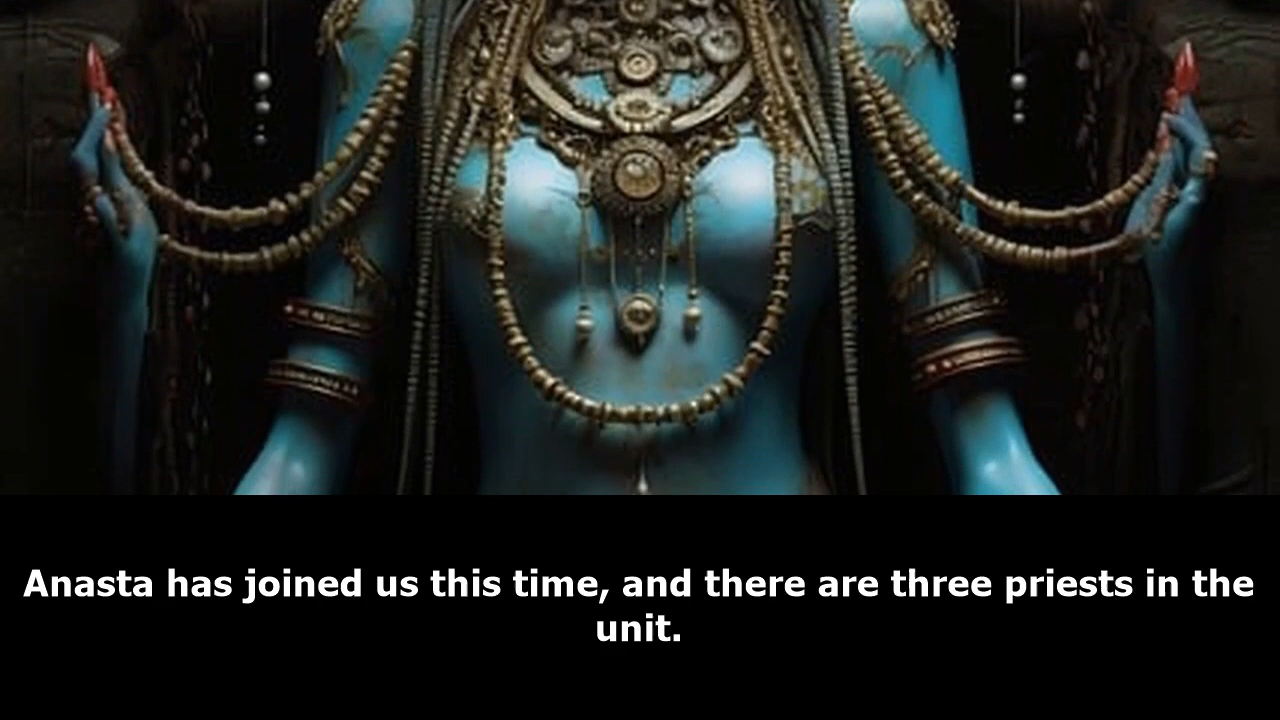 Anasta has joined us this time, and there are three priests in the
unit.